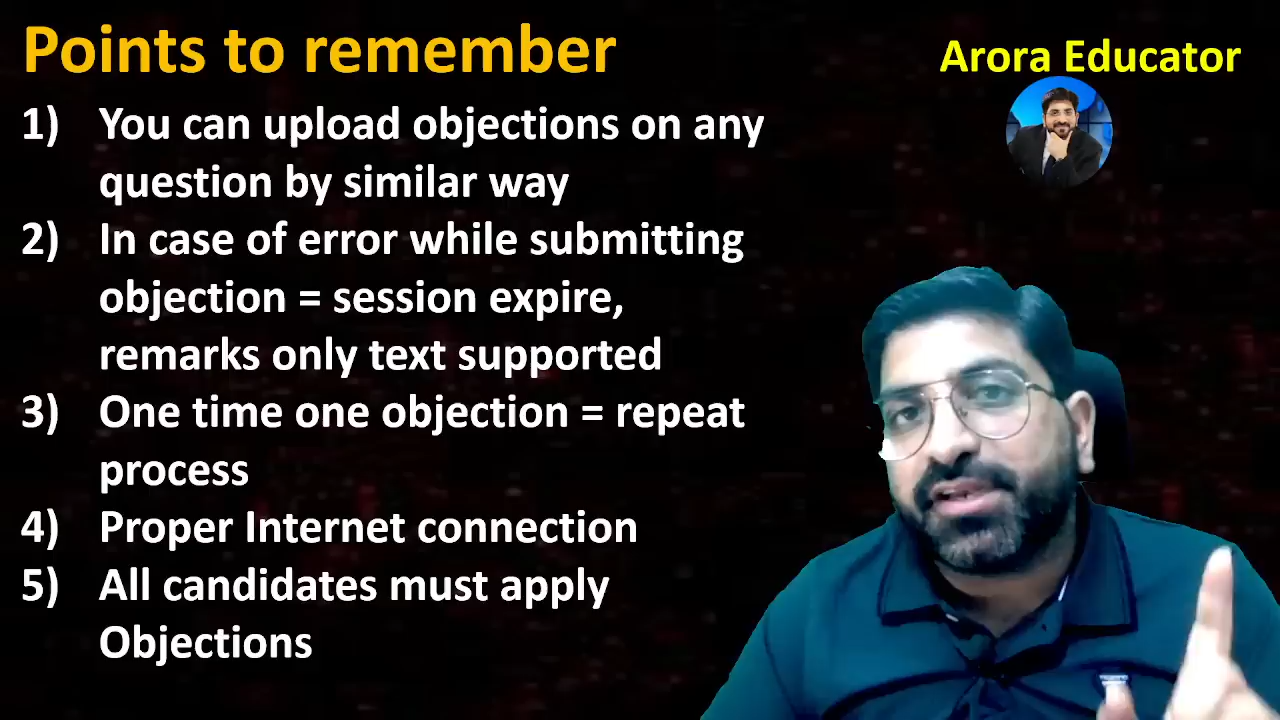 Points to remember
Arora Educator
1) You can upload objections on any
question by similar way
2) In case of error while submitting
objection = session expire,
remarks only text supported
3) One time one objection = repeat
process
4) Proper Internet connection
5) All candidates must apply
Objections